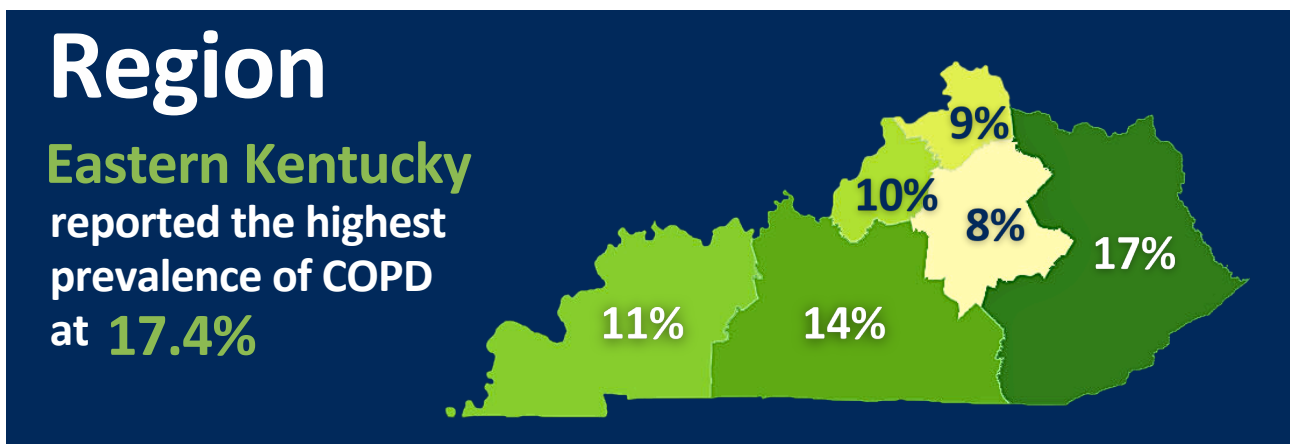 Region
Eastern Kentucky
reported the highest
prevalence of COPD
at 17.4%
9%
10%
8%
17%
11%
14%